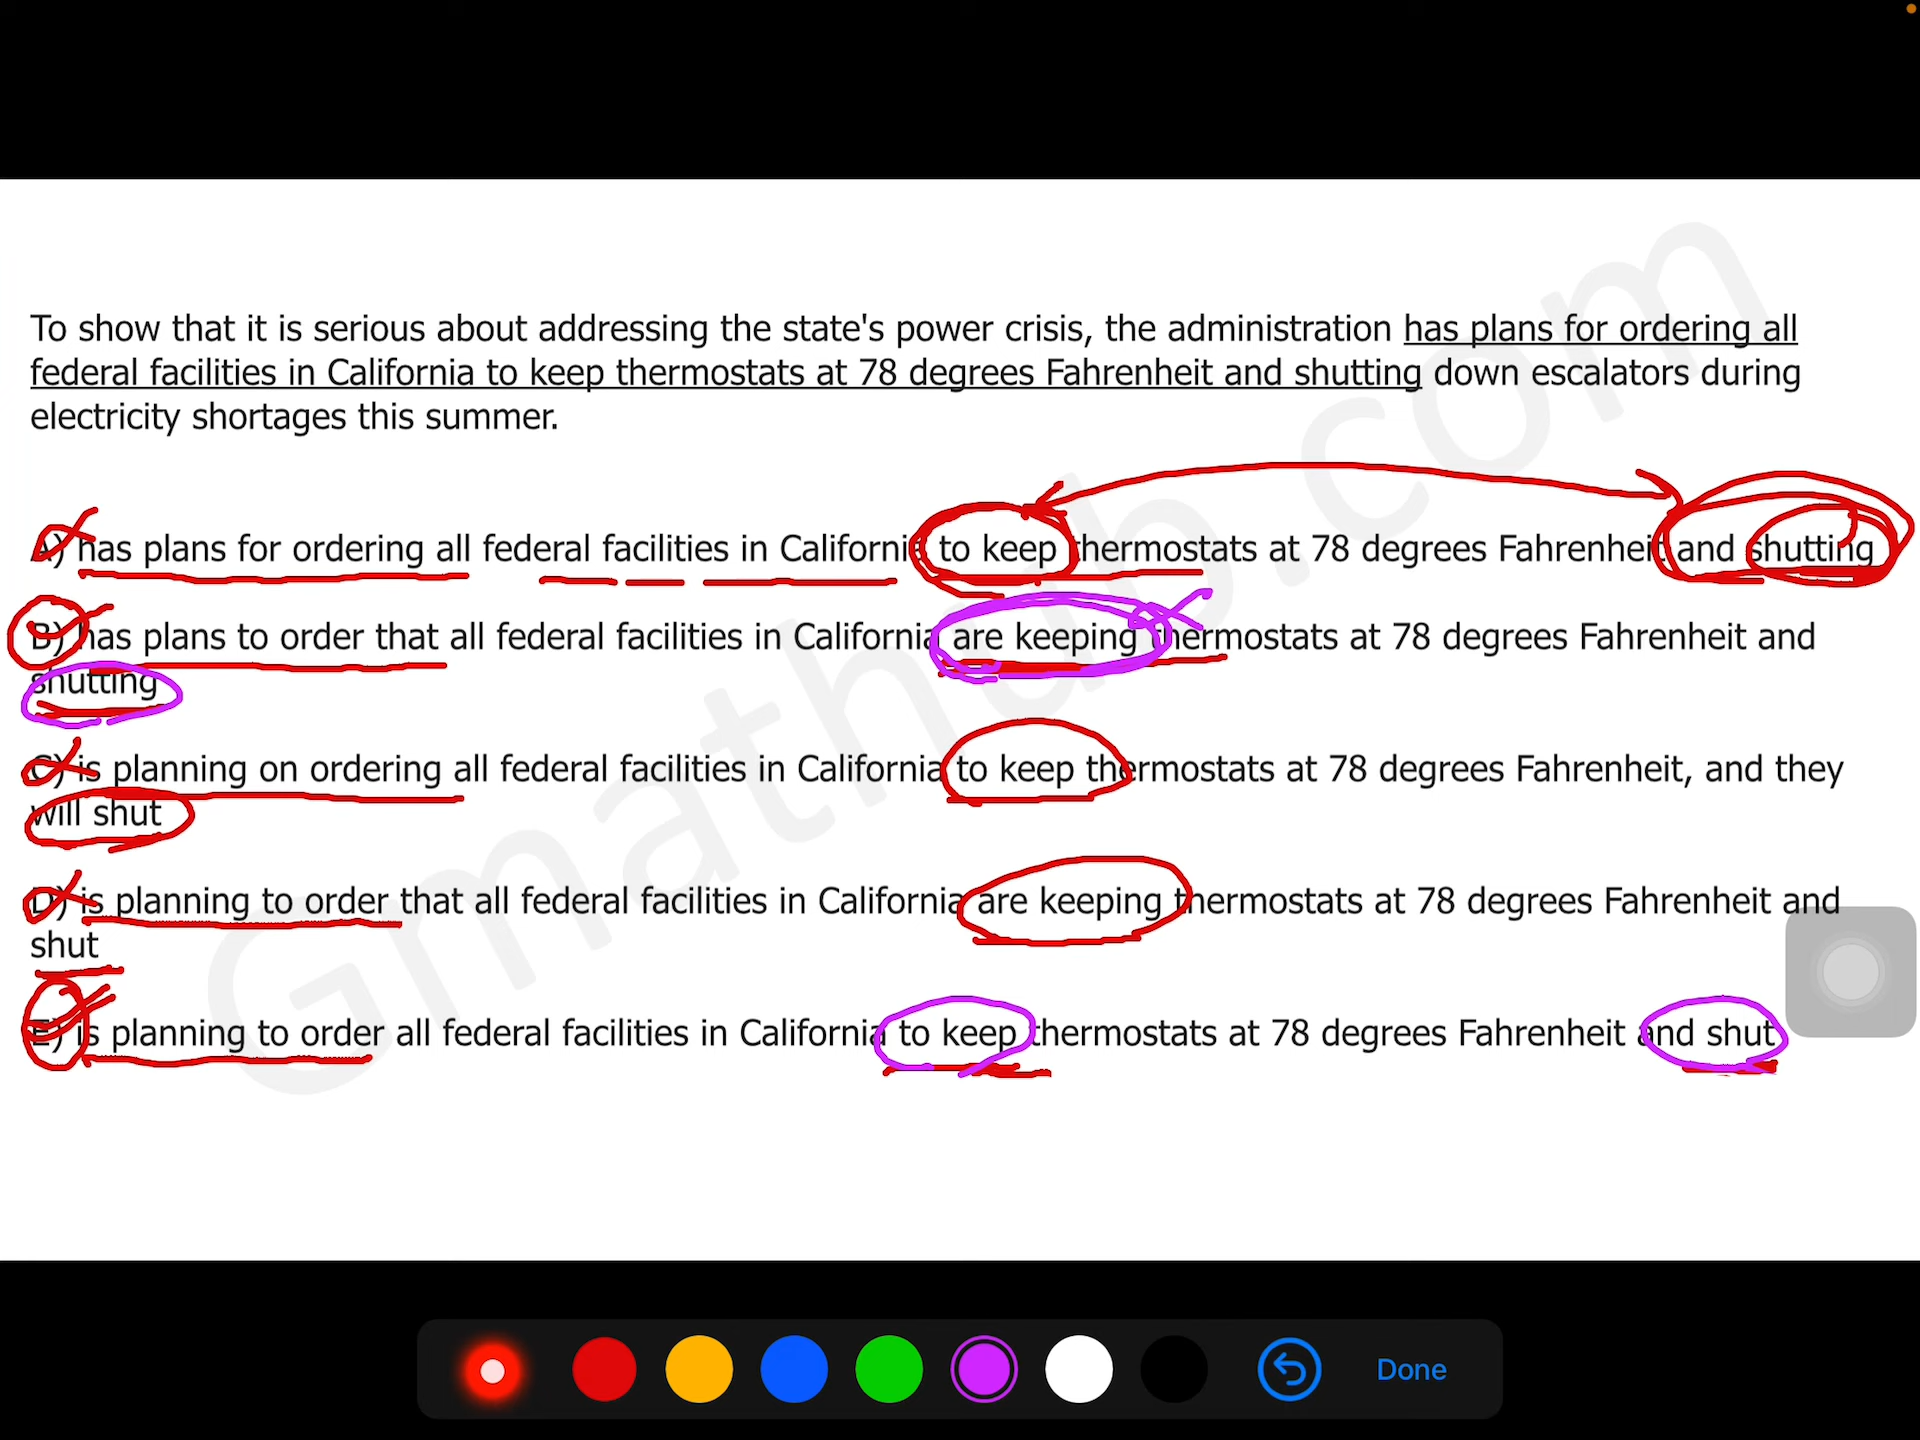 To show that it is serious about addressing the state's power crisis, the administration has plans for ordering all
federal facilities in California to keep thermostats at 78 degrees Fahrenheit and shutting down escalators during
electricity shortages this summer.
A) has plans for ordering all federal facilities in California to keep thermostats at 78 degrees Fahrenheit and shutting
B) has plans to order that all federal facilities in California are keeping thermostats at 78 degrees Fahrenheit and
shutting
C) is planning on ordering all federal facilities in California to keep thermostats at 78 degrees Fahrenheit, and they
will shut
D) is planning to order that all federal facilities in California are keeping thermostats at 78 degrees Fahrenheit and
shut
E) is planning to order all federal facilities in California to keep thermostats at 78 degrees Fahrenheit and shut
Gmathub.com
Done